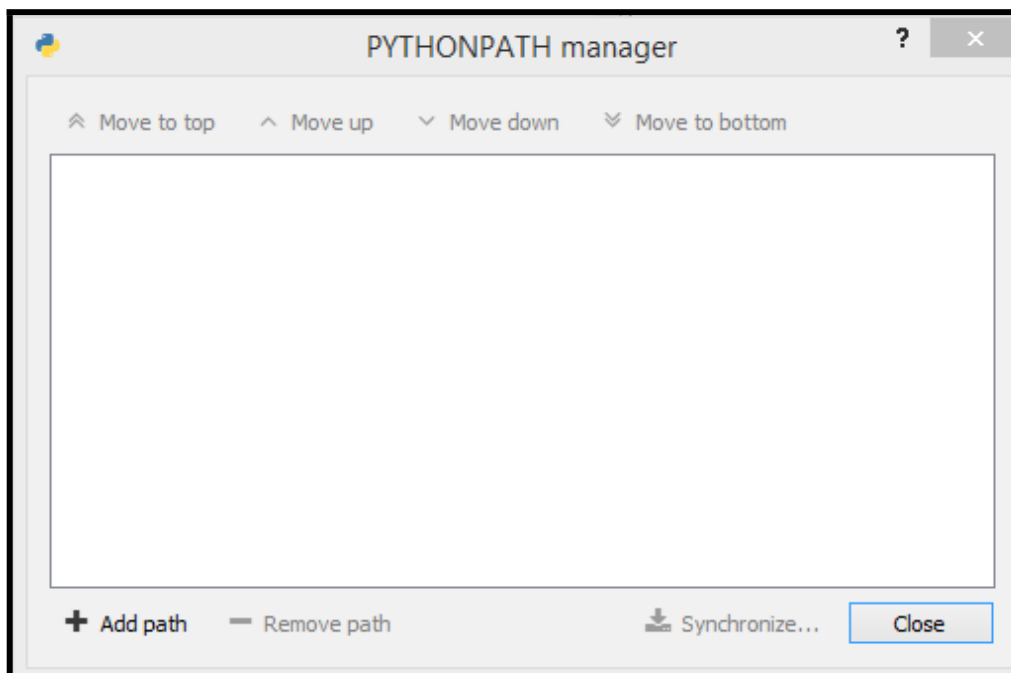 PYTHONPATH manager ?
Move to top Move up Move down Move to bottom
Add path Remove path Synchronize... Close